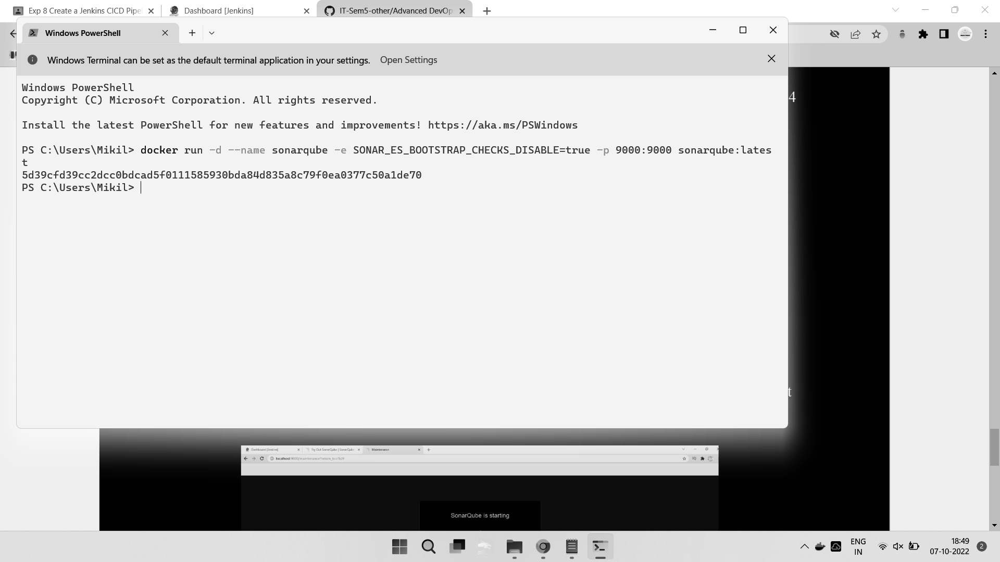 Exp 8 Create a Jenkins CICD Pipe
Dashboard [Jenkins]
IT-Sem5-other/Advanced DevOp
Windows PowerShell
Windows Terminal can be set as the default terminal application in your settings. Open Settings
Windows PowerShell
Copyright (C) Microsoft Corporation. All rights reserved.
Install the latest PowerShell for new features and improvements! https://aka.ms/PSWindows
PS C:\Users\Mikil> docker run -d --name sonarqube -e SONAR_ES_BOOTSTRAP_CHECKS_DISABLE=true -p 9000:9000 sonarqube:lates
t
5d39cfd39cc2dcc0bdcad5f0111585930bda84d835a8c79f0ea0377c50a1de70
PS C:\Users\Mikil>
4
t
Dashboard [Jenkins]
Try Out SonarQube | SonarQube
Maintenance
localhost:9000/maintenance?return_to=%2F
SonarQube is starting
ENG
IN
18:49
07-10-2022
2